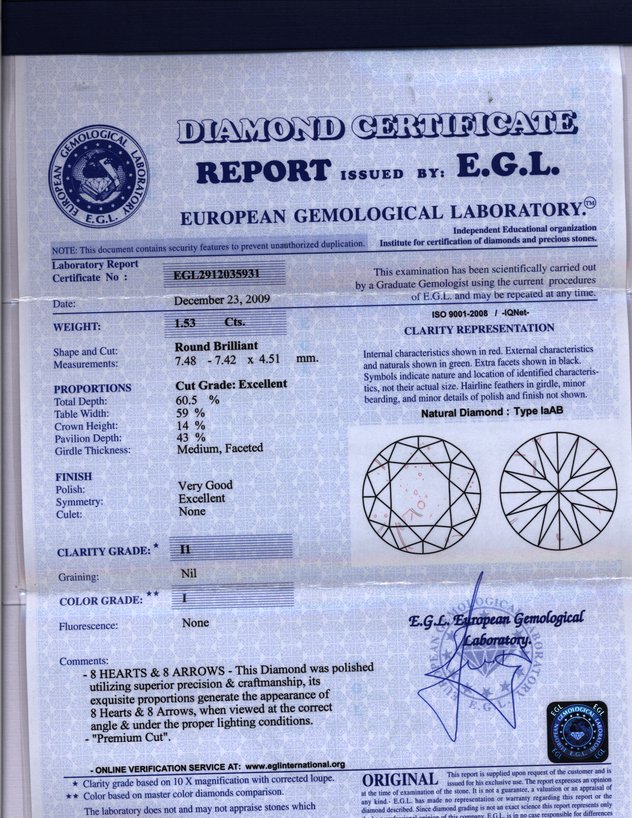 DIAMOND CERTIFICATE
REPORT ISSUED BY: E.G.L.
EUROPEAN GEMOLOGICAL LABORATORY.™
EUROPEAN GEMOLOGICAL LABORATORY
E.G.L.
Independent Educational organization
Institute for certification of diamonds and precious stones.
NOTE: This document contains security features to prevent unauthorized duplication.
Laboratory Report
Certificate No : EGL2912035931
Date: December 23, 2009
WEIGHT: 1.53 Cts.
Shape and Cut: Round Brilliant
Measurements: 7.48 - 7.42 x 4.51 mm.
PROPORTIONS Cut Grade: Excellent
Total Depth: 60.5 %
Table Width: 59 %
Crown Height: 14 %
Pavilion Depth: 43 %
Girdle Thickness: Medium, Faceted
FINISH
Polish: Very Good
Symmetry: Excellent
Culet: None
CLARITY GRADE: * I1
Graining: Nil
COLOR GRADE: ** I
Fluorescence: None
Comments:
- 8 HEARTS & 8 ARROWS - This Diamond was polished
utilizing superior precision & craftmanship, its
exquisite proportions generate the appearance of
8 Hearts & 8 Arrows, when viewed at the correct
angle & under the proper lighting conditions.
- "Premium Cut".
- ONLINE VERIFICATION SERVICE AT: www.eglinternational.org
* Clarity grade based on 10 X magnification with corrected loupe.
** Color based on master color diamonds comparison.
The laboratory does not and may not appraise stones which
This examination has been scientifically carried out
by a Graduate Gemologist using the current procedures
of E.G.L. and may be repeated at any time.
ISO 9001-2008 / -IQNet-
CLARITY REPRESENTATION
Internal characteristics shown in red. External characteristics
and naturals shown in green. Extra facets shown in black.
Symbols indicate nature and location of identified characteris-
tics, not their actual size. Hairline feathers in girdle, minor
bearding, and minor details of polish and finish not shown.
Natural Diamond : Type IaAB
E.G.L. European Gemological
Laboratory.
EGL
EGL
ORIGINAL
This report is supplied upon request of the customer and is
issued for his exclusive use. The report expresses an opinion
at the time of examination of the stone. It is not a guarantee, a valuation or an appraisal of
any kind.- E.G.L. has made no representation or warranty regarding this report or the
diamond described. Since diamond grading is not an exact science this report represents only